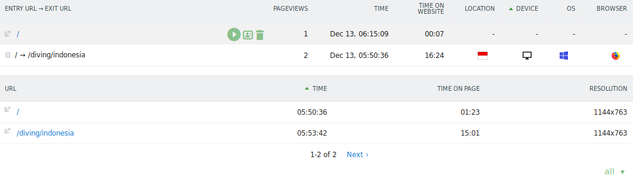 ENTRY URL → EXIT URL PAGEVIEWS TIME TIME ON WEBSITE LOCATION ▲ DEVICE OS BROWSER
/ 1 Dec 13, 06:15:09 00:07 - - - -
/ → /diving/indonesia 2 Dec 13, 05:50:36 16:24
URL ▲ TIME TIME ON PAGE RESOLUTION
/ 05:50:36 01:23 1144x763
/diving/indonesia 05:53:42 15:01 1144x763
1-2 of 2 Next ›
all ▼